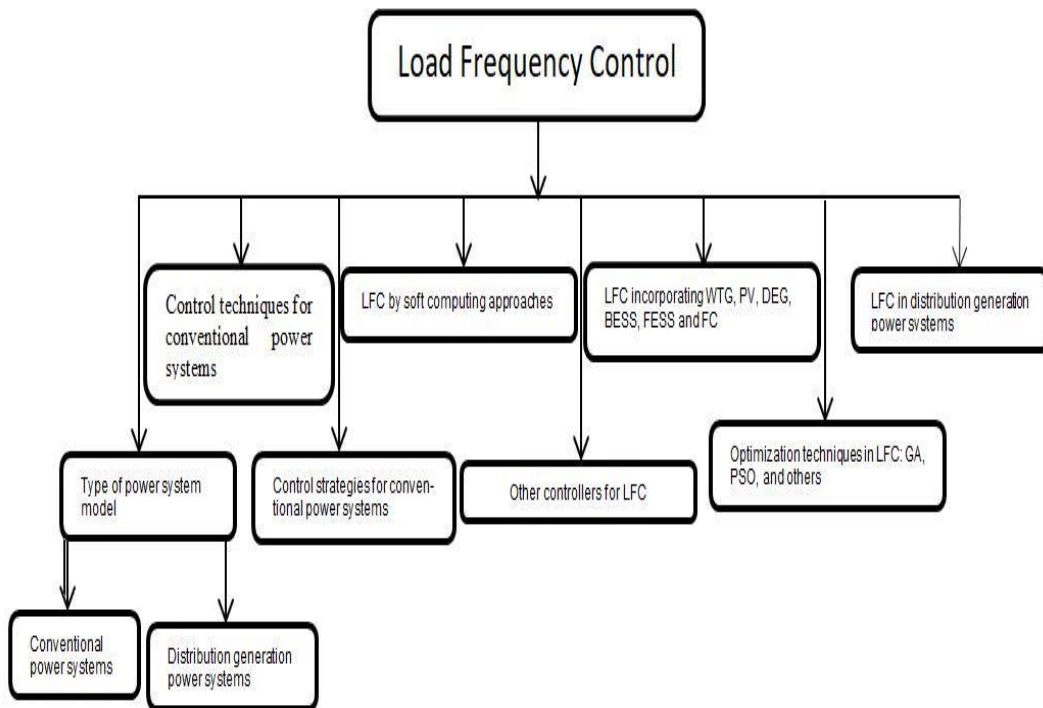 Load Frequency Control
Control techniques for
conventional power
systems
LFC by soft computing approaches
LFC incorporating WTG, PV, DEG,
BESS, FESS and FC
LFC in distribution generation
power systems
Type of power system
model
Control strategies for conven-
tional power systems
Other controllers for LFC
Optimization techniques in LFC: GA,
PSO, and others
Conventional
power systems
Distribution generation
power systems